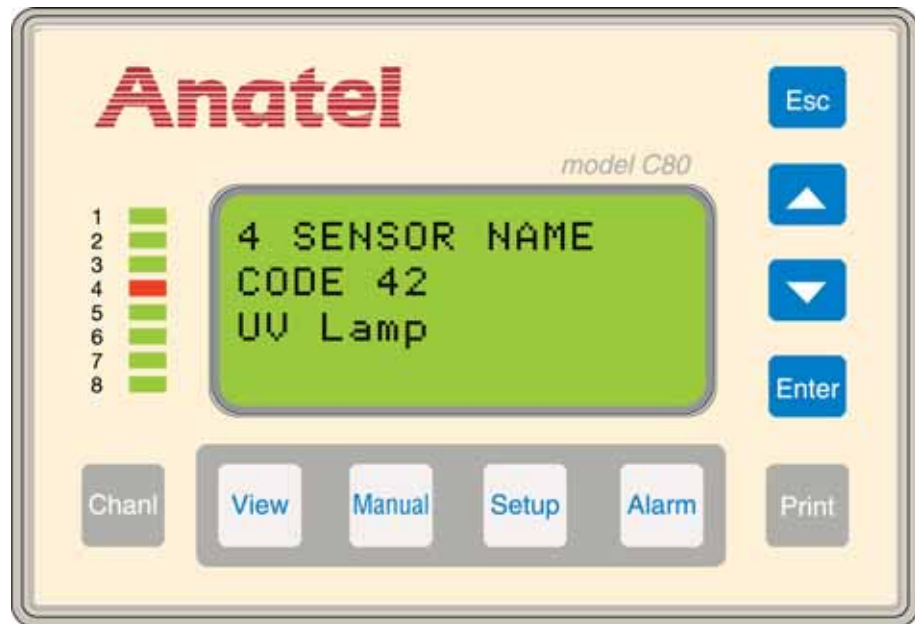 Anatel
model C80
Esc
1
2
3
4
5
6
7
8
4 SENSOR NAME
CODE 42
UV Lamp
Enter
Chanl
View
Manual
Setup
Alarm
Print